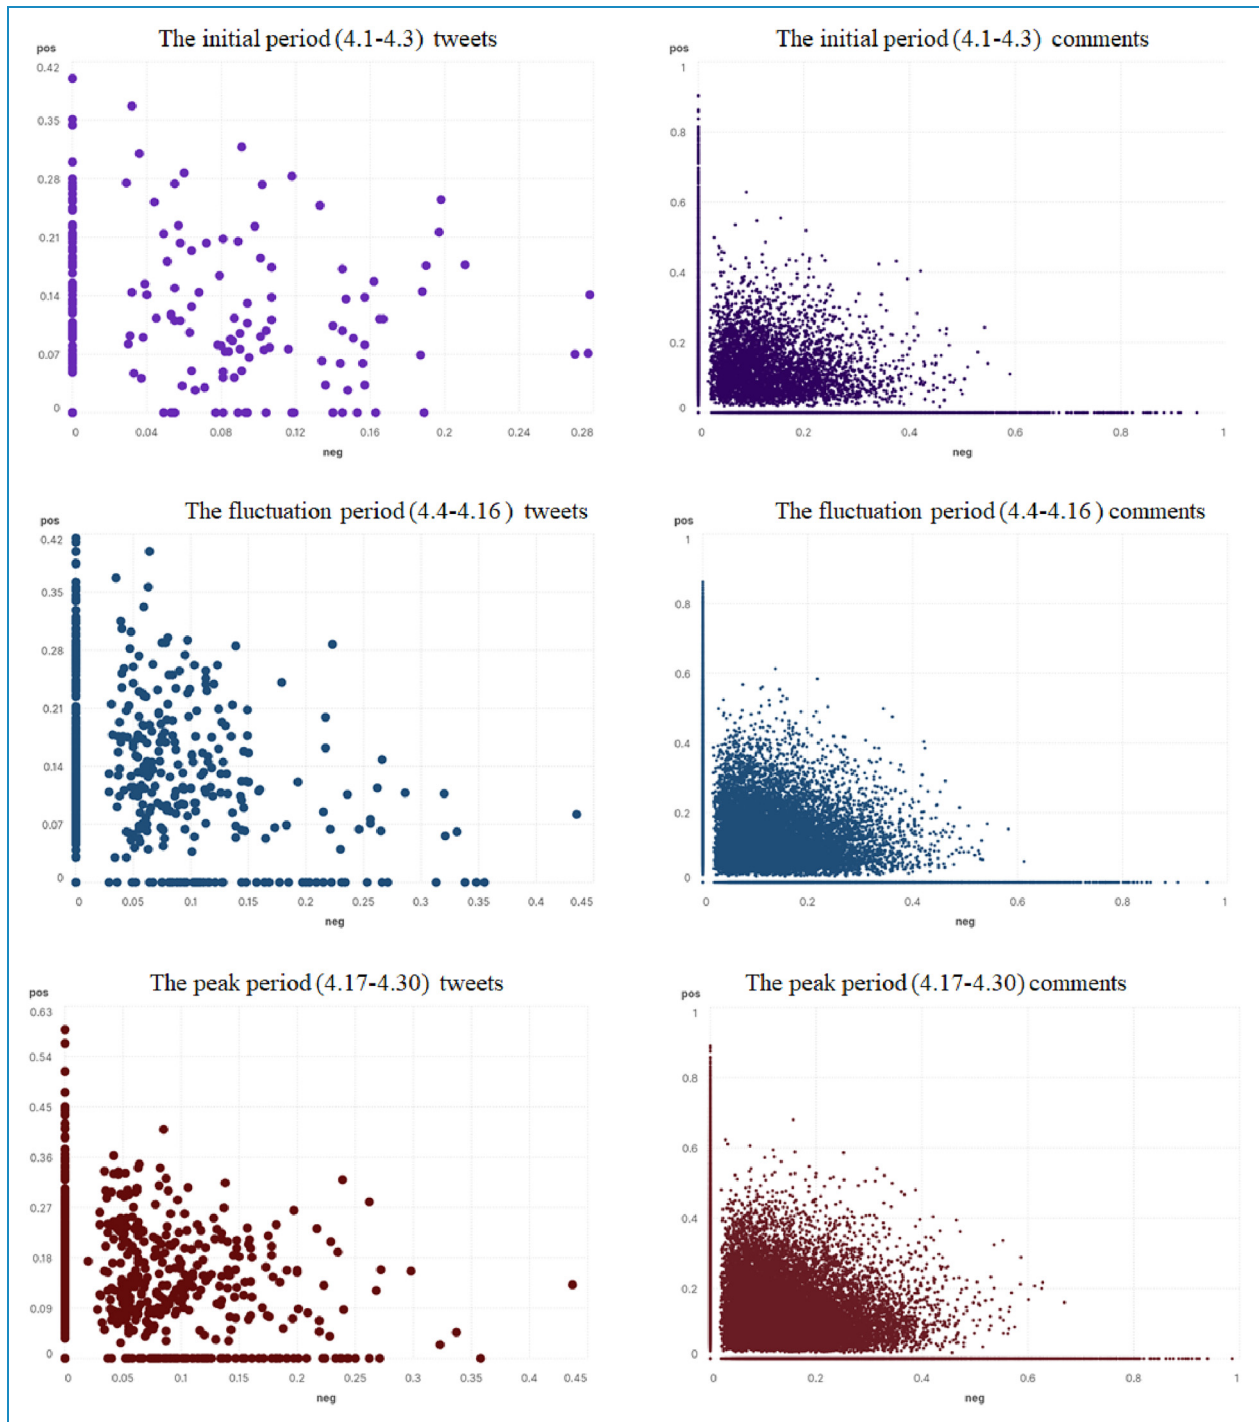 The initial period (4.1-4.3) tweets
pos
0.42
0.35
0.28
0.21
0.14
0.07
0
0 0.04 0.08 0.12 0.16 0.2 0.24 0.28
neg
The initial period (4.1-4.3) comments
pos
1
0.8
0.6
0.4
0.2
0
0 0.2 0.4 0.6 0.8 1
neg
The fluctuation period (4.4-4.16) tweets
pos
0.42
0.35
0.28
0.21
0.14
0.07
0
0 0.05 0.1 0.15 0.2 0.25 0.3 0.35 0.4 0.45
neg
The fluctuation period (4.4-4.16) comments
pos
1
0.8
0.6
0.4
0.2
0
0 0.2 0.4 0.6 0.8 1
neg
The peak period (4.17-4.30) tweets
pos
0.63
0.54
0.45
0.36
0.27
0.18
0.09
0
0 0.05 0.1 0.15 0.2 0.25 0.3 0.35 0.4 0.45
neg
The peak period (4.17-4.30) comments
pos
1
0.8
0.6
0.4
0.2
0
0 0.2 0.4 0.6 0.8 1
neg